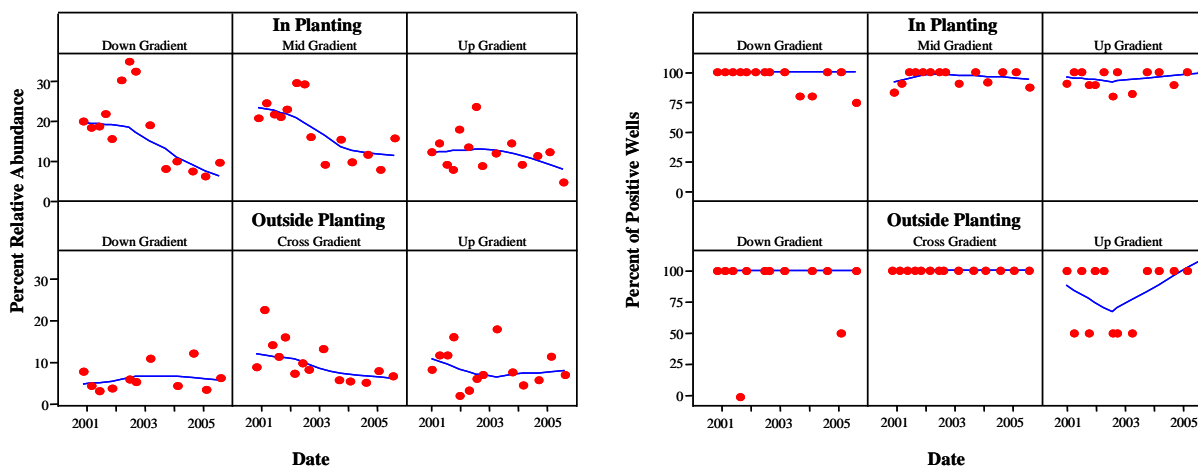 In Planting
Down Gradient Mid Gradient Up Gradient
30
20
10
0
Outside Planting
Down Gradient Cross Gradient Up Gradient
30
20
10
0
2001 2003 2005 2001 2003 2005 2001 2003 2005
Percent Relative Abundance
Date
In Planting
Down Gradient Mid Gradient Up Gradient
100
75
50
25
0
Outside Planting
Down Gradient Cross Gradient Up Gradient
100
75
50
25
0
2001 2003 2005 2001 2003 2005 2001 2003 2005
Percent of Positive Wells
Date